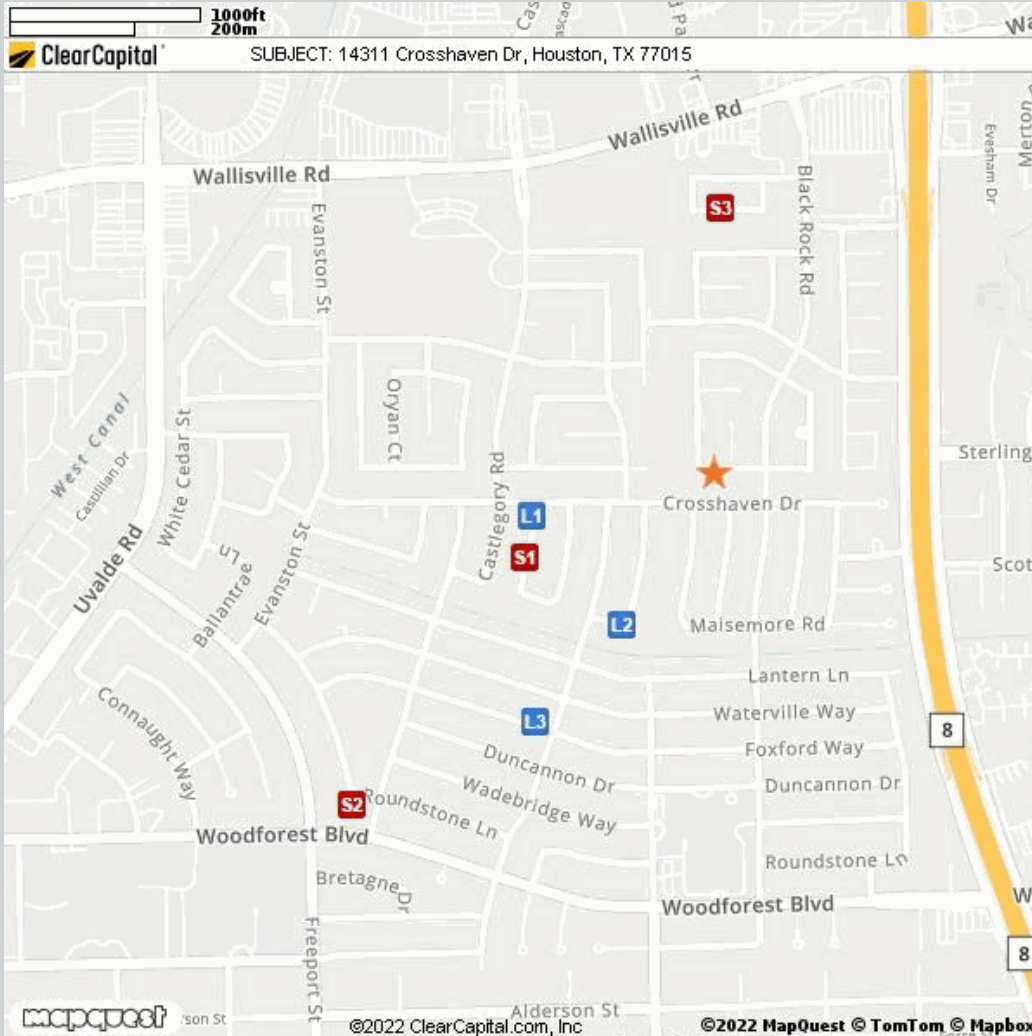 1000ft
200m
ClearCapital
SUBJECT: 14311 Crosshaven Dr, Houston, TX 77015
Wallisville Rd
Wallisville Rd
Evesham Dr
Black Rock Rd
S3
Evanston St
Oryan Ct
West Canal
Castillian Dr
White Cedar St
Castlegory Rd
Sterling
Crosshaven Dr
L1
S1
Uvalde Rd
Ln
Ballantrae
Evanston St
Scot
L2
Maisemore Rd
Lantern Ln
Connaught Way
Waterville Way
L3
8
Foxford Way
Duncannon Dr
Duncannon Dr
Wadebridge Way
S2
Roundstone Ln
Woodforest Blvd
Roundstone Ln
Bretagne Dr
Woodforest Blvd
W
Freeport St
8
mapquest
son St
Alderson St
©2022 ClearCapital.com, Inc
©2022 MapQuest © TomTom © Mapbox